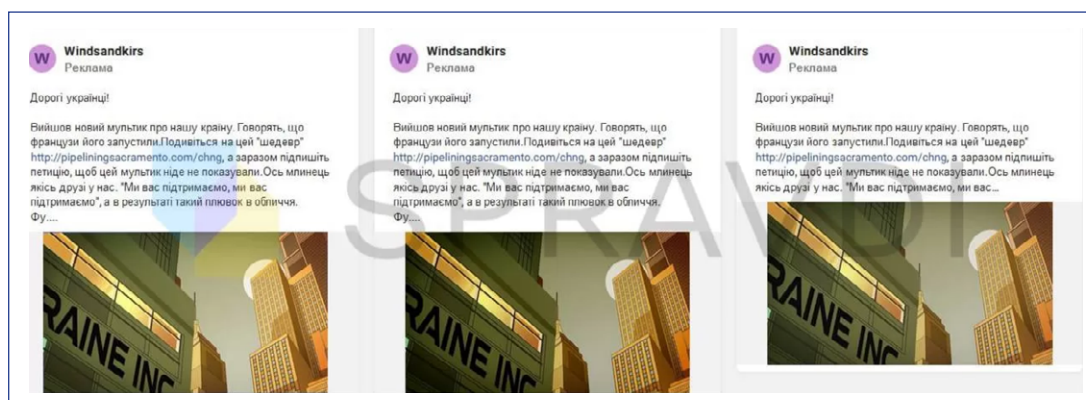 Windsandkirs
Реклама
Дорогі українці!
Вийшов новий мультик про нашу країну. Говорять, що
французи його запустили.Подивіться на цей "шедевр"
http://pipeliningsacramento.com/chng, а заразом підпишіть
петицію, щоб цей мультик ніде не показували.Ось млинець
якісь друзі у нас. "Ми вас підтримаємо, ми вас
підтримаємо", а в результаті такий плювок в обличчя.
Фу....
RAINE INC
Windsandkirs
Реклама
Дорогі українці!
Вийшов новий мультик про нашу країну. Говорять, що
французи його запустили.Подивіться на цей "шедевр"
http://pipeliningsacramento.com/chng, а заразом підпишіть
петицію, щоб цей мультик ніде не показували.Ось млинець
якісь друзі у нас. "Ми вас підтримаємо, ми вас
підтримаємо", а в результаті такий плювок в обличчя.
Фу....
RAINE INC
Windsandkirs
Реклама
Дорогі українці!
Вийшов новий мультик про нашу країну. Говорять, що
французи його запустили.Подивіться на цей "шедевр"
http://pipeliningsacramento.com/chng, а заразом підпишіть
петицію, щоб цей мультик ніде не показували.Ось млинець
якісь друзі у нас. "Ми вас підтримаємо, ми вас...
RAINE INC
SPRAVDI